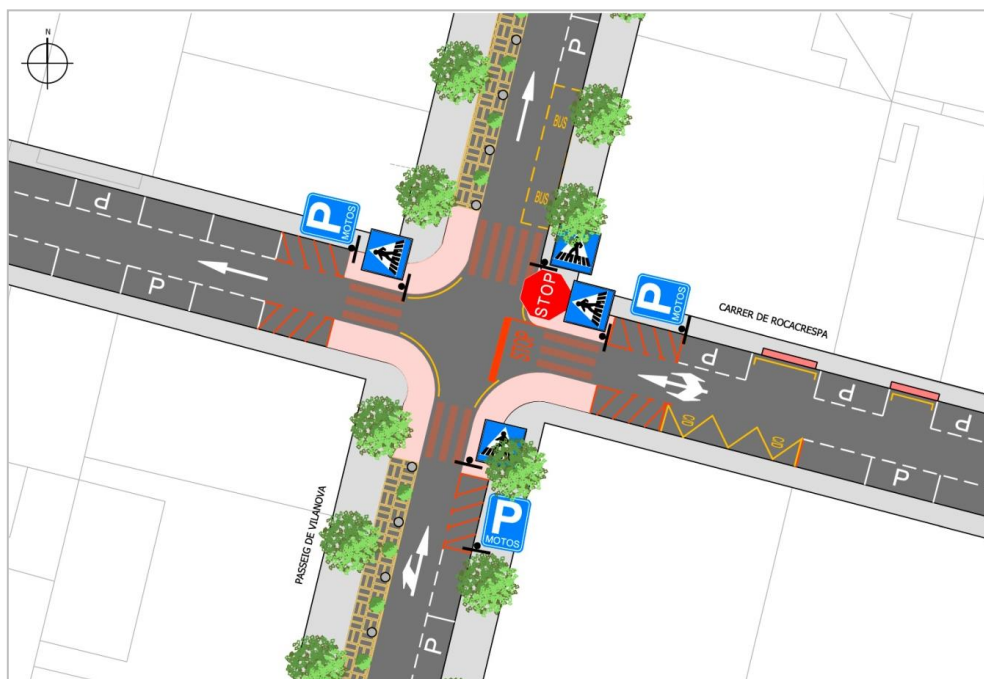 N
P
BUS
BUS
P
P
MOTOS
P
STOP
STOP
P
MOTOS
CARRER DE ROCACRESPA
P
P
P
C/D
C/D
P
PASSEIG DE VILANOVA
P
MOTOS
P